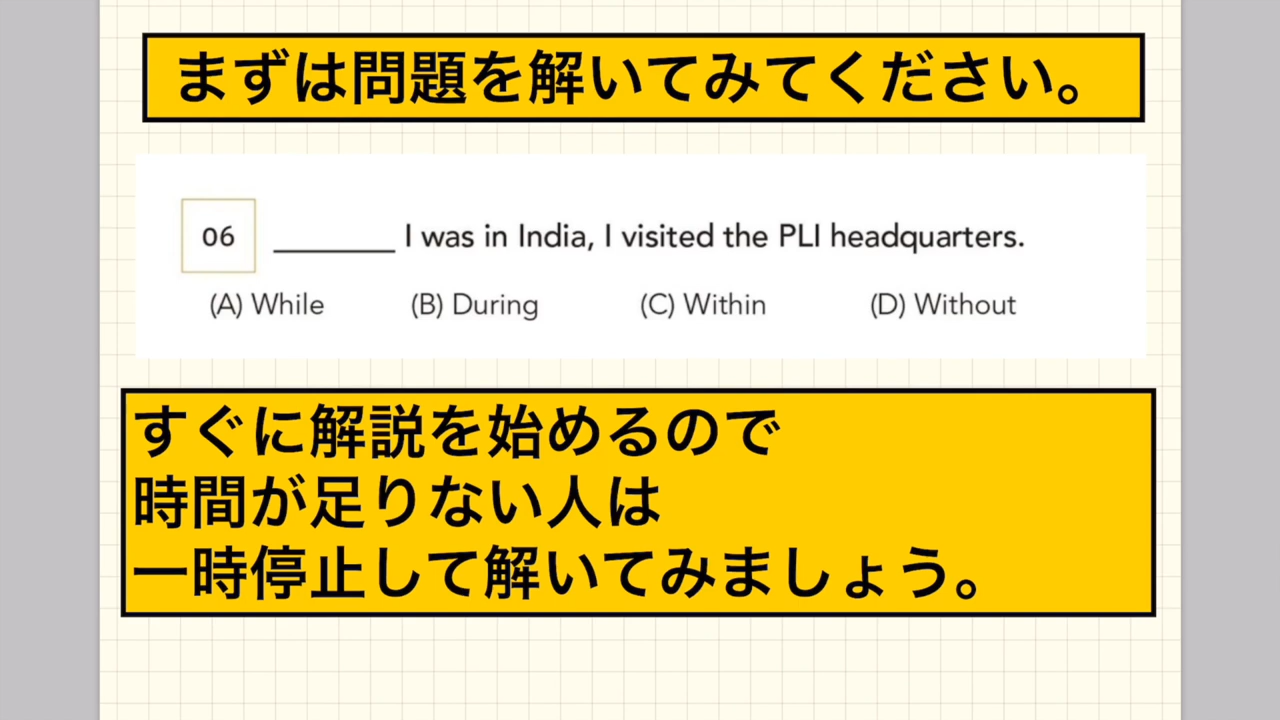 まずは問題を解いてみてください。
06 ________ I was in India, I visited the PLI headquarters.
(A) While (B) During (C) Within (D) Without
すぐに解説を始めるので
時間が足りない人は
一時停止して解いてみましょう。